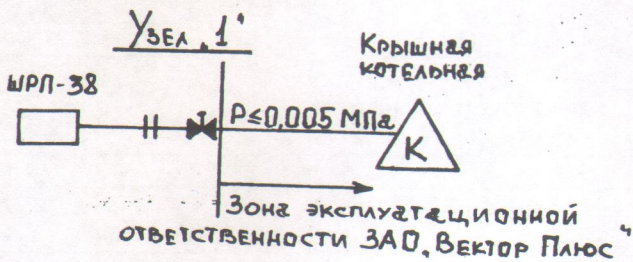 Узел „1"
Крышная
котельная
ШРП-38
P≤0,005 МПа
К
Зона эксплуатационной
ответственности ЗАО „Вектор Плюс"